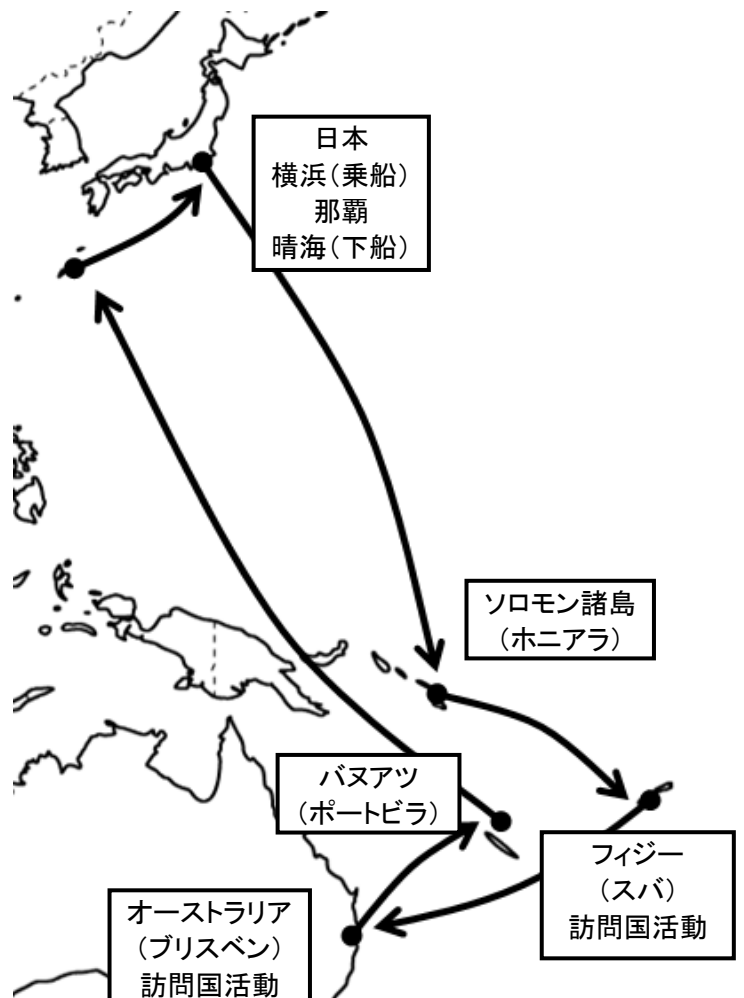 日本
横浜（乗船）
那覇
晴海（下船）
ソロモン諸島
（ホニアラ）
バヌアツ
（ポートビラ）
フィジー
（スバ）
訪問国活動
オーストラリア
（ブリスベン）
訪問国活動